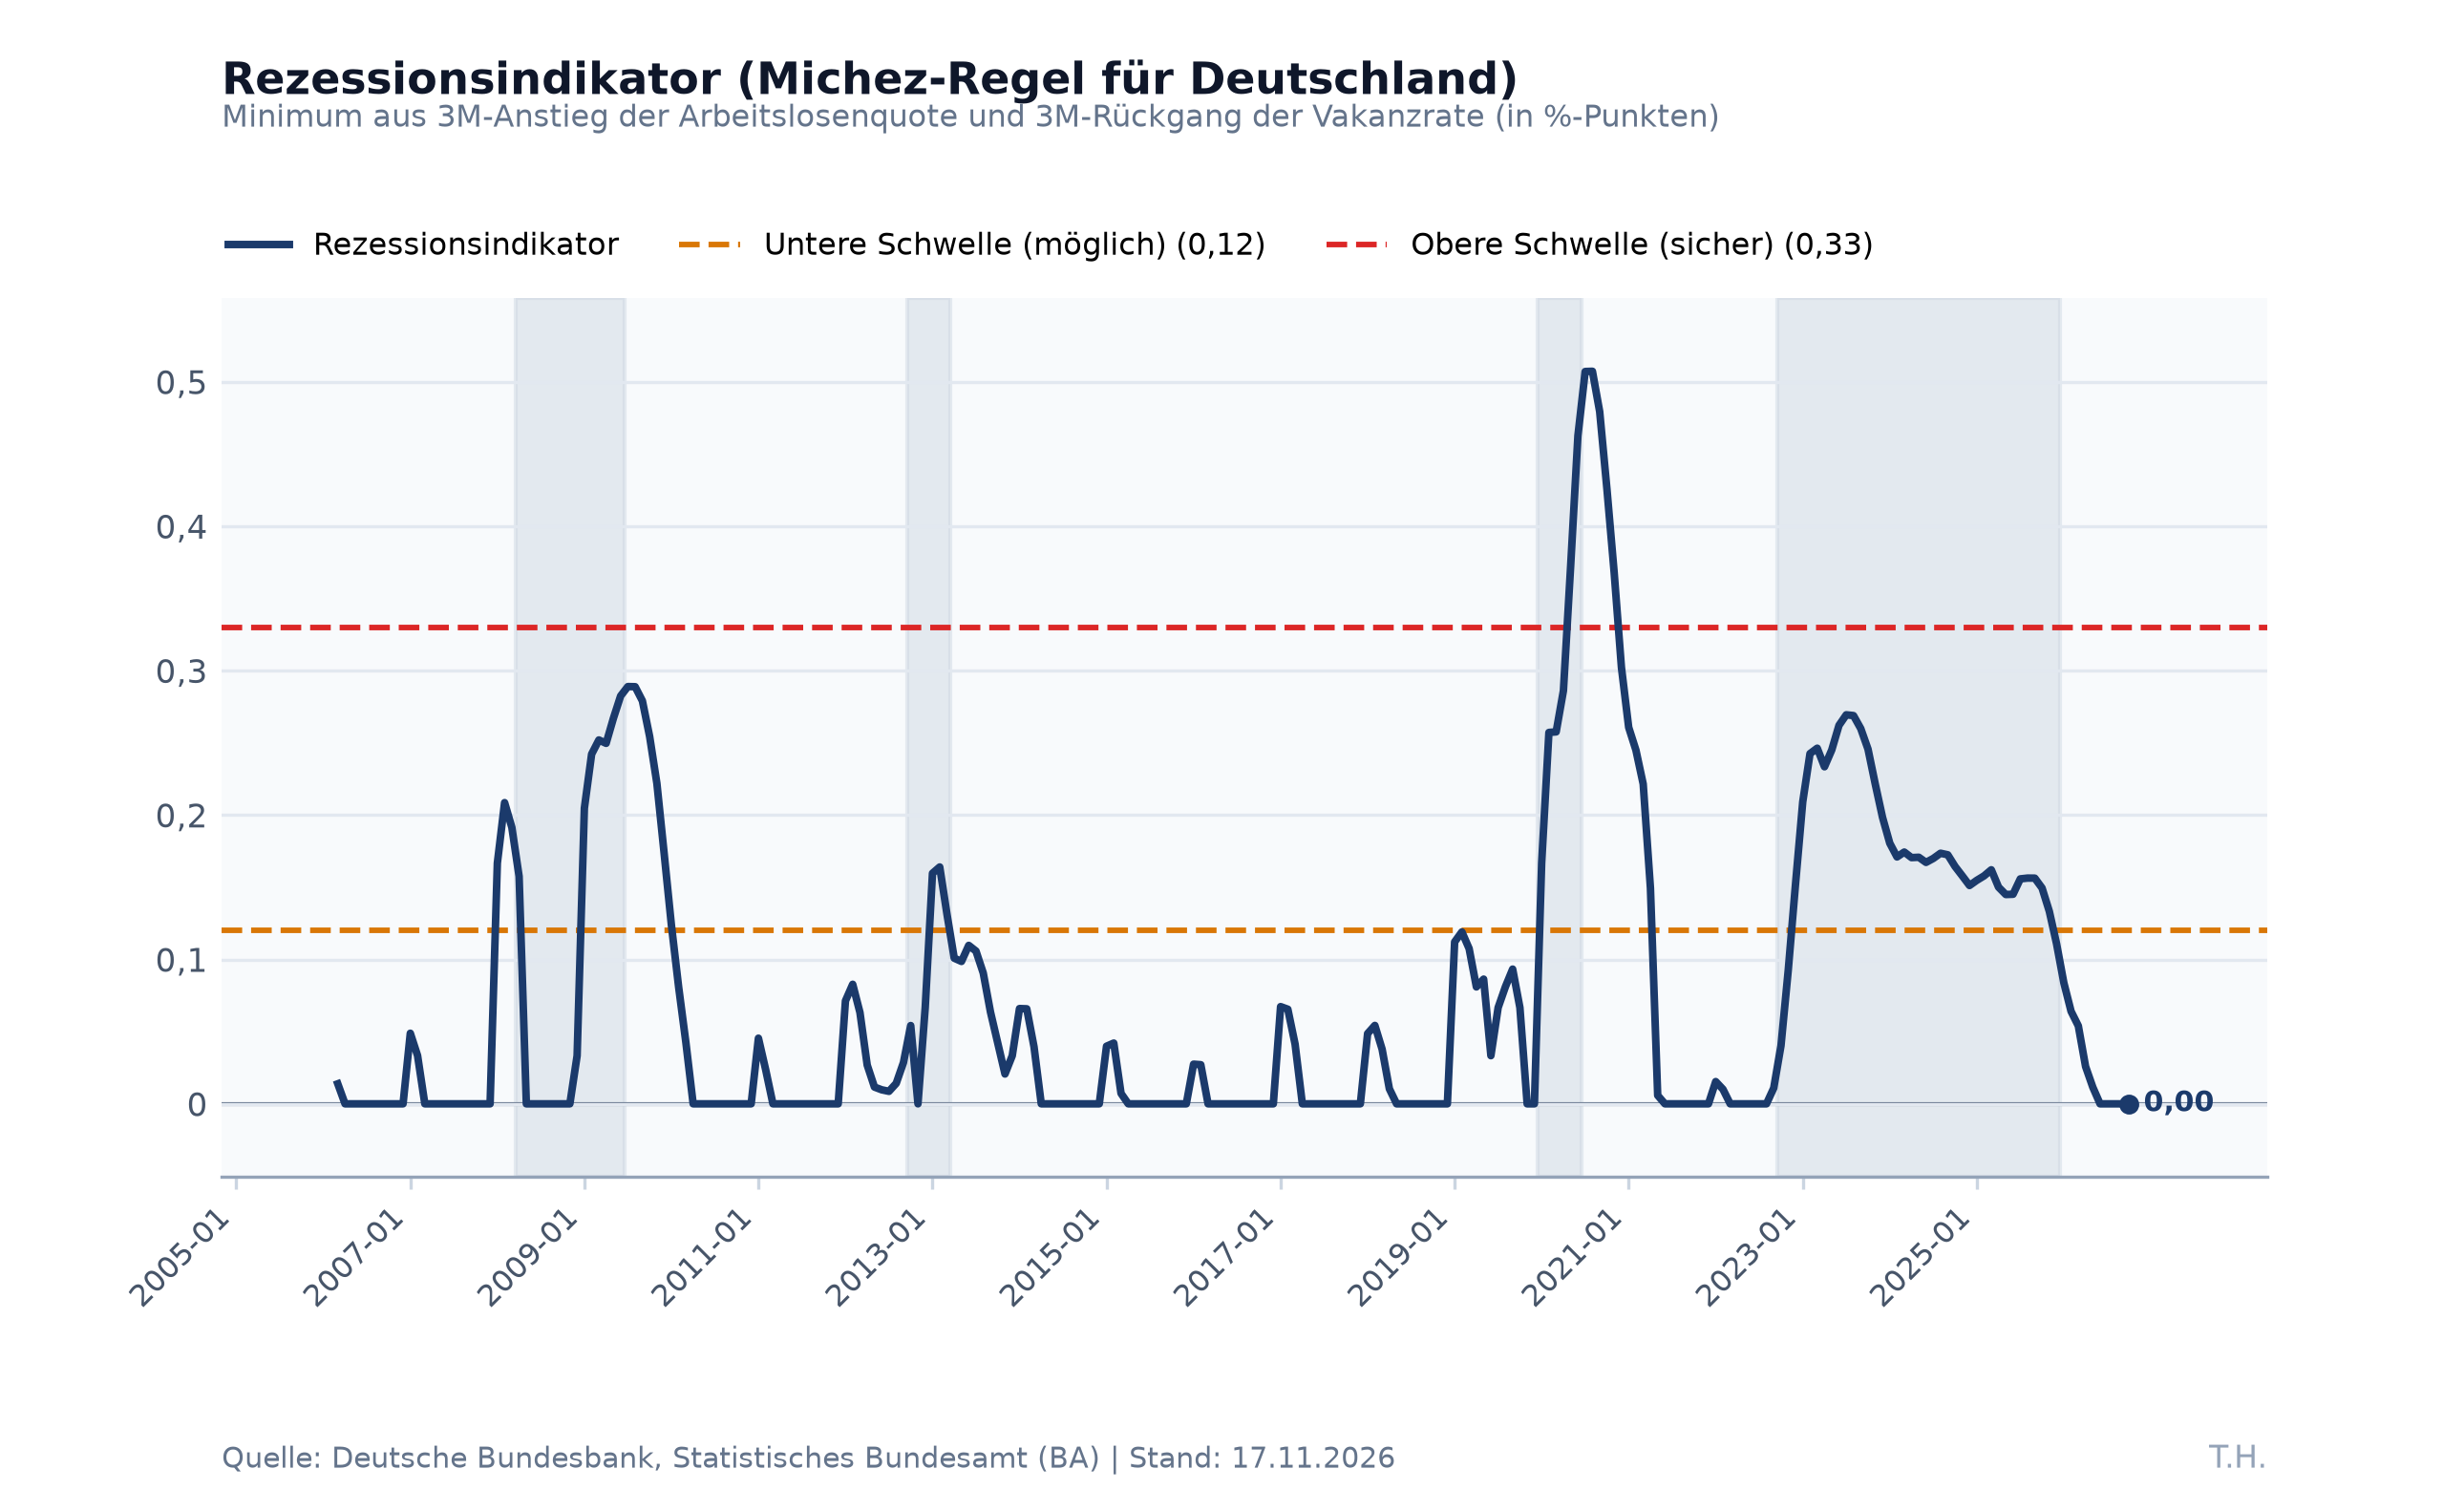 Rezessionsindikator (Michez-Regel für Deutschland)
Minimum aus 3M-Anstieg der Arbeitslosenquote und 3M-Rückgang der Vakanzrate (in %-Punkten)
Rezessionsindikator
Untere Schwelle (möglich) (0,12)
Obere Schwelle (sicher) (0,33)
0,5
0,4
0,3
0,2
0,1
0
0,00
2005-01
2007-01
2009-01
2011-01
2013-01
2015-01
2017-01
2019-01
2021-01
2023-01
2025-01
Quelle: Deutsche Bundesbank, Statistisches Bundesamt (BA) | Stand: 17.11.2026
T.H.